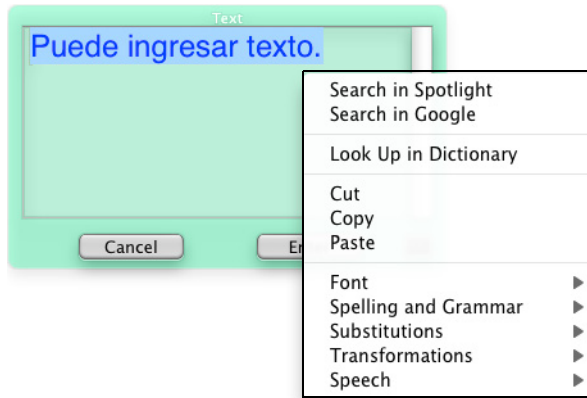 Text
Puede ingresar texto.
Cancel
Search in Spotlight
Search in Google
Look Up in Dictionary
Cut
Copy
Paste
Font
Spelling and Grammar
Substitutions
Transformations
Speech